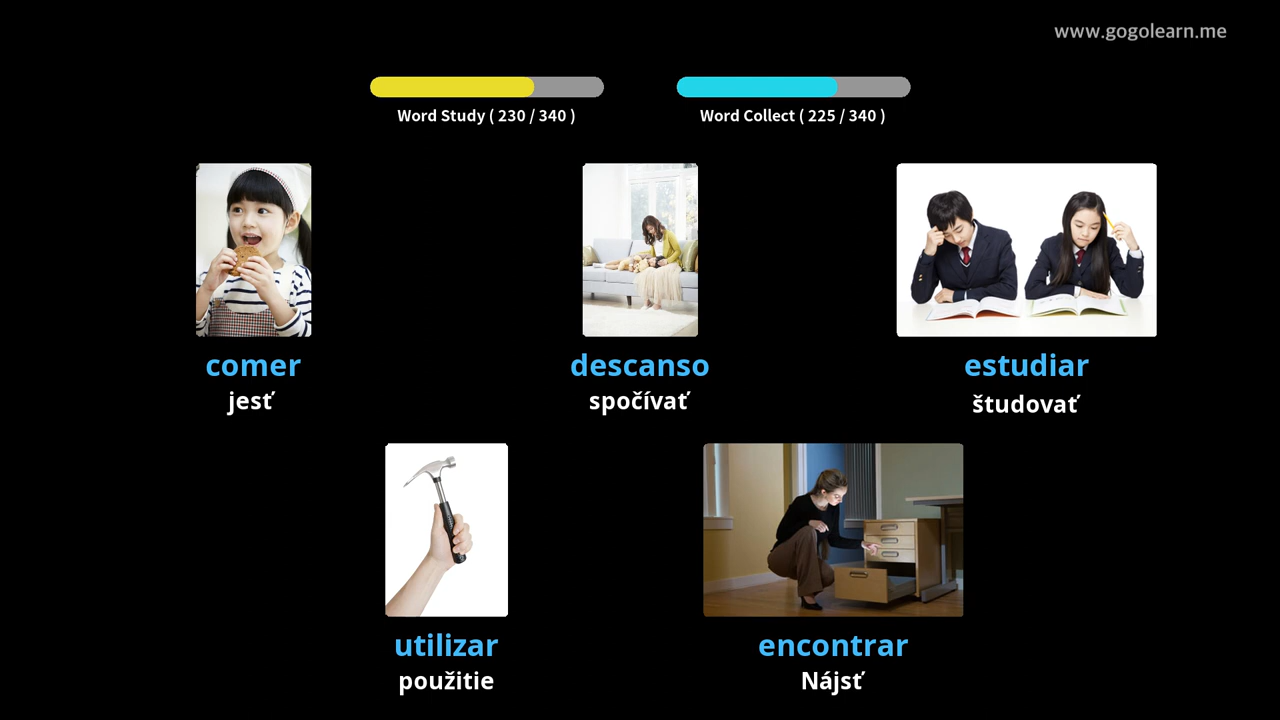 www.gogolearn.me
Word Study ( 230 / 340 )
Word Collect ( 225 / 340 )
comer
jesť
descanso
spočívať
estudiar
študovať
utilizar
použitie
encontrar
Nájsť